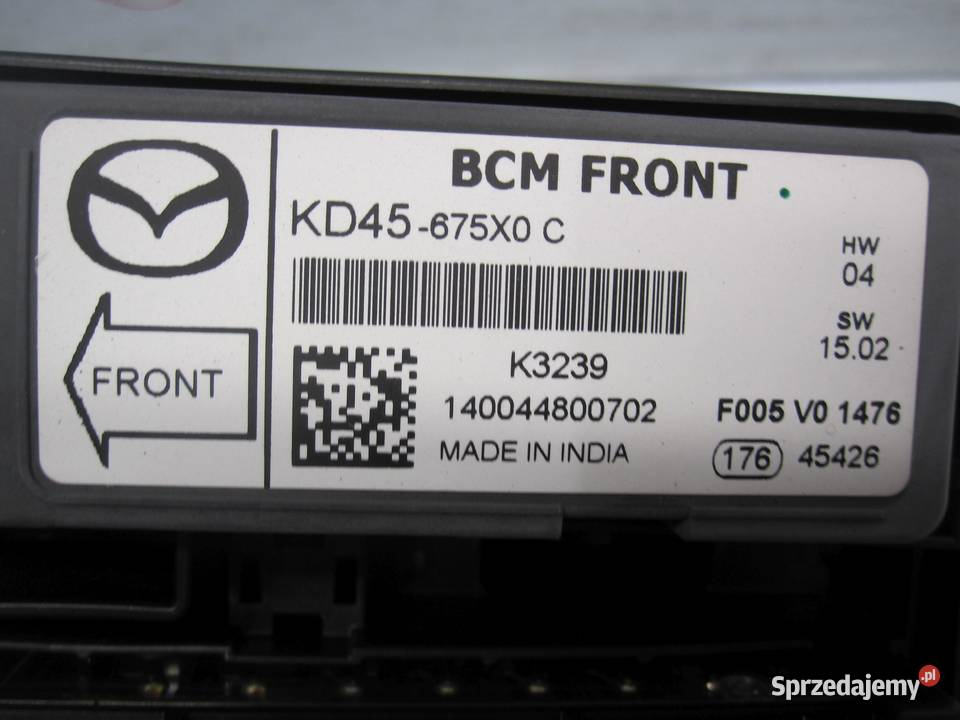 BCM FRONT
KD45-675X0 C
HW
04
SW
15.02
FRONT
K3239
140044800702
F005 V0 1476
MADE IN INDIA
176 45426
Sprzedajemy.pl